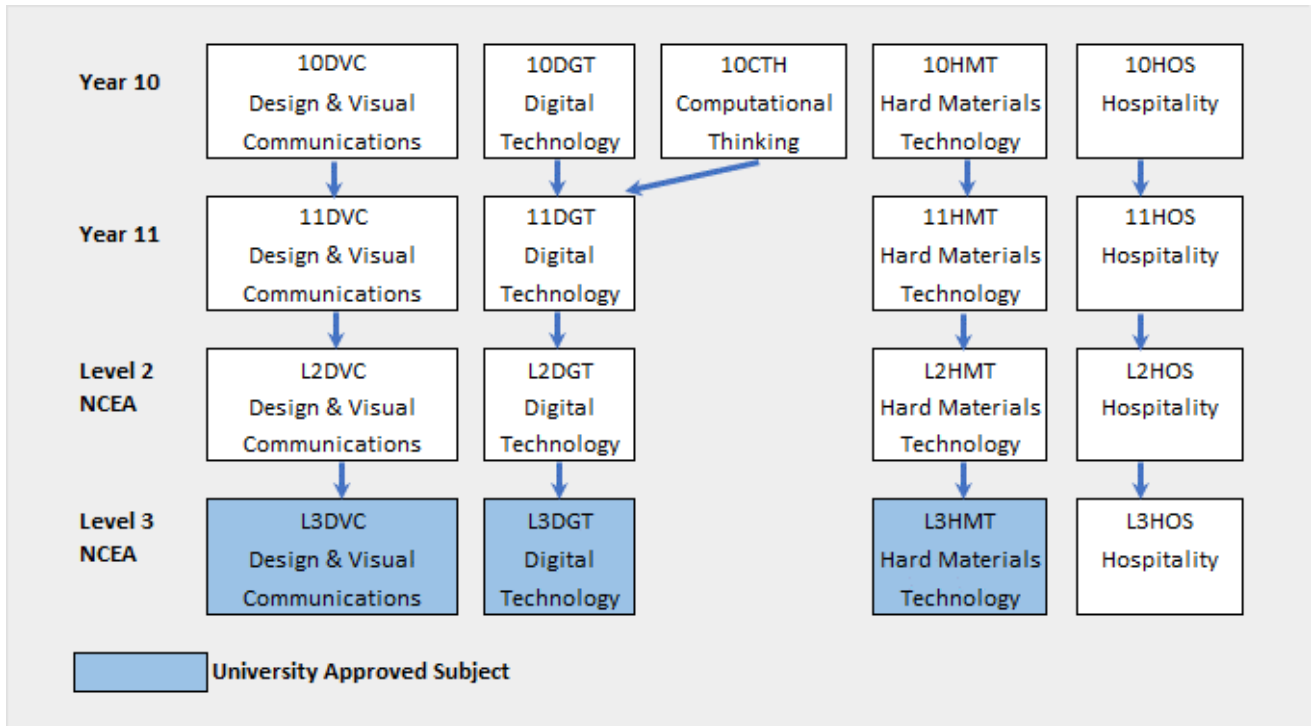 Year 10
10DVC
Design & Visual
Communications
10DGT
Digital
Technology
10CTH
Computational
Thinking
10HMT
Hard Materials
Technology
10HOS
Hospitality
Year 11
11DVC
Design & Visual
Communications
11DGT
Digital
Technology
11HMT
Hard Materials
Technology
11HOS
Hospitality
Level 2
NCEA
L2DVC
Design & Visual
Communications
L2DGT
Digital
Technology
L2HMT
Hard Materials
Technology
L2HOS
Hospitality
Level 3
NCEA
L3DVC
Design & Visual
Communications
L3DGT
Digital
Technology
L3HMT
Hard Materials
Technology
L3HOS
Hospitality
University Approved Subject